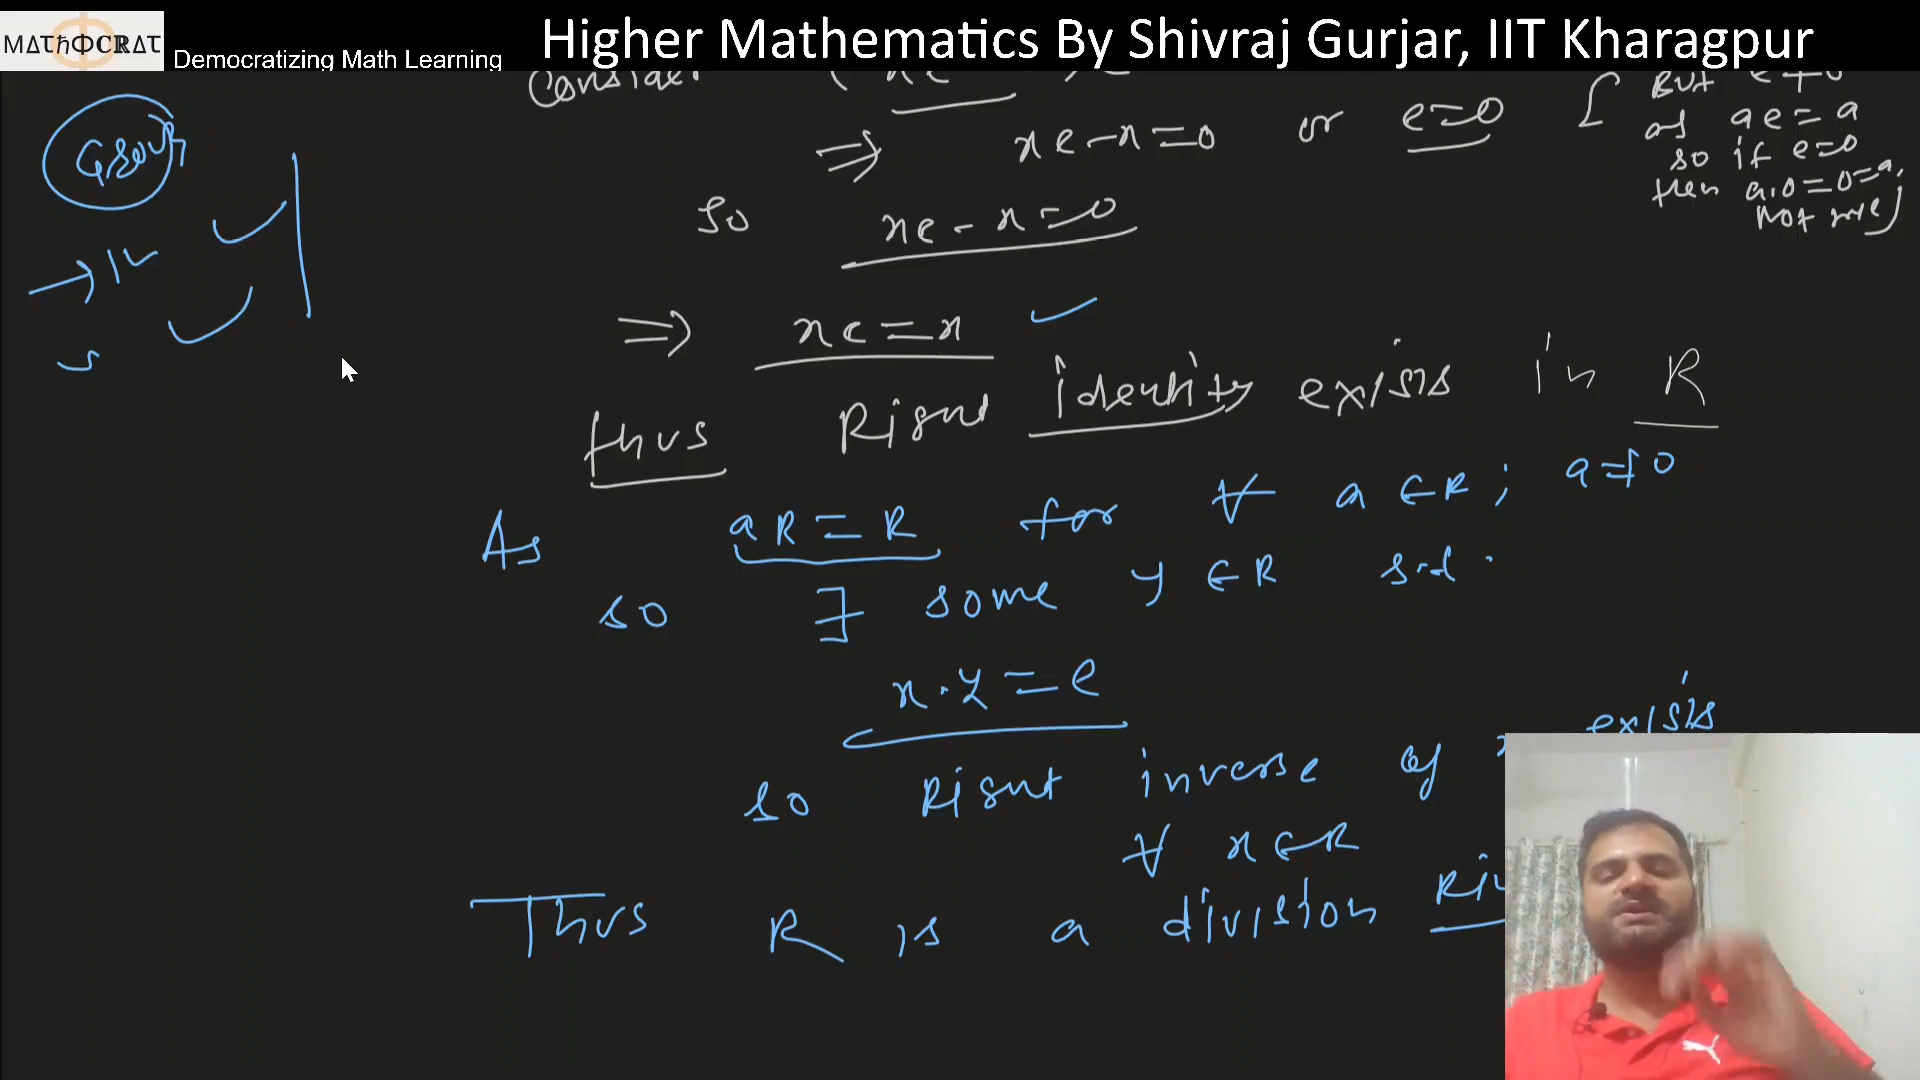 MΔTħΦCRΔT
Democratizing Math Learning
Higher Mathematics By Shivraj Gurjar, IIT Kharagpur
Consider
⇒ xe-x=0 or e=0 [ But e≠0
as ae=a
so if e=0
then a.0=0=a,
not true]
Group
so xe-x=0
⇒ xe=x
thus Right identity exists in R
As aR=R for ∀ a∈R; a≠0
so ∃ some y∈R s.t.
x.y=e
so Right inverse of exists
∀ x∈R
Thus R is a division